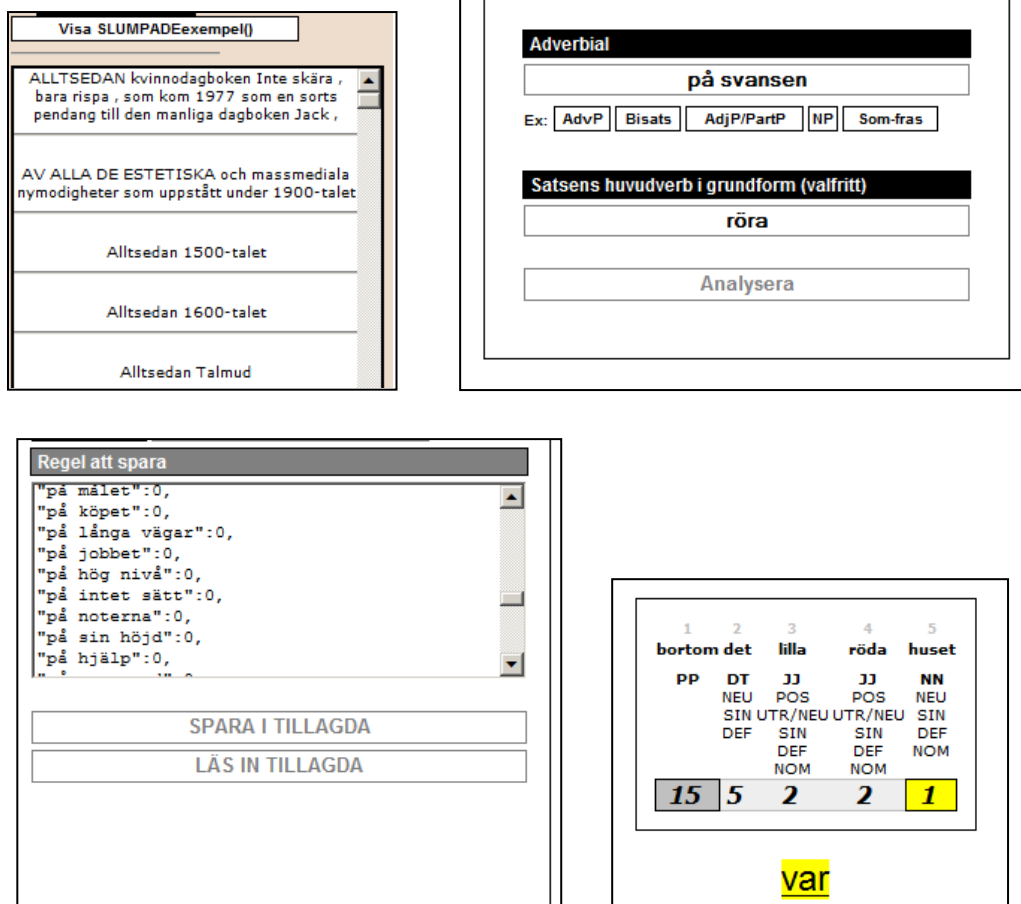 Visa SLUMPADEexempel()
ALLTSEDAN kvinnodagboken Inte skära ,
bara rispa , som kom 1977 som en sorts
pendang till den manliga dagboken Jack ,
AV ALLA DE ESTETISKA och massmediala
nymodigheter som uppstått under 1900-talet
Alltsedan 1500-talet
Alltsedan 1600-talet
Alltsedan Talmud
Adverbial
på svansen
Ex: AdvP Bisats AdjP/PartP NP Som-fras
Satsens huvudverb i grundform (valfritt)
röra
Analysera
Regel att spara
"på målet":0,
"på köpet":0,
"på långa vägar":0,
"på jobbet":0,
"på hög nivå":0,
"på intet sätt":0,
"på noterna":0,
"på sin höjd":0,
"på hjälp":0,
SPARA I TILLAGDA
LÄS IN TILLAGDA
1 2 3 4 5
bortom det lilla röda huset
PP DT JJ JJ NN
NEU POS POS NEU
SIN UTR/NEU UTR/NEU SIN
DEF SIN SIN DEF
DEF DEF NOM
NOM NOM
15 5 2 2 1
var